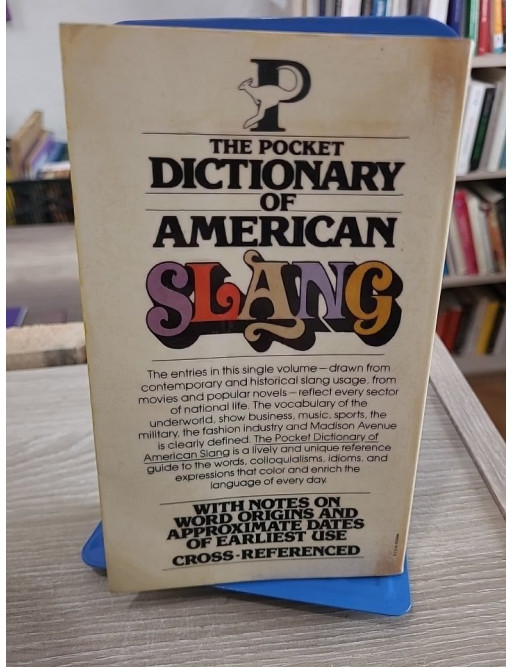 P
THE POCKET
DICTIONARY
OF
AMERICAN
SLANG
The entries in this single volume — drawn from
contemporary and historical slang usage, from
movies and popular novels — reflect every sector
of national life. The vocabulary of the
underworld, show business, music, sports, the
military, the fashion industry and Madison Avenue
is clearly defined. The Pocket Dictionary of
American Slang is a lively and unique reference
guide to the words, colloquialisms, idioms, and
expressions that color and enrich the
language of every day.
WITH NOTES ON
WORD ORIGINS AND
APPROXIMATE DATES
OF EARLIEST USE
CROSS-REFERENCED